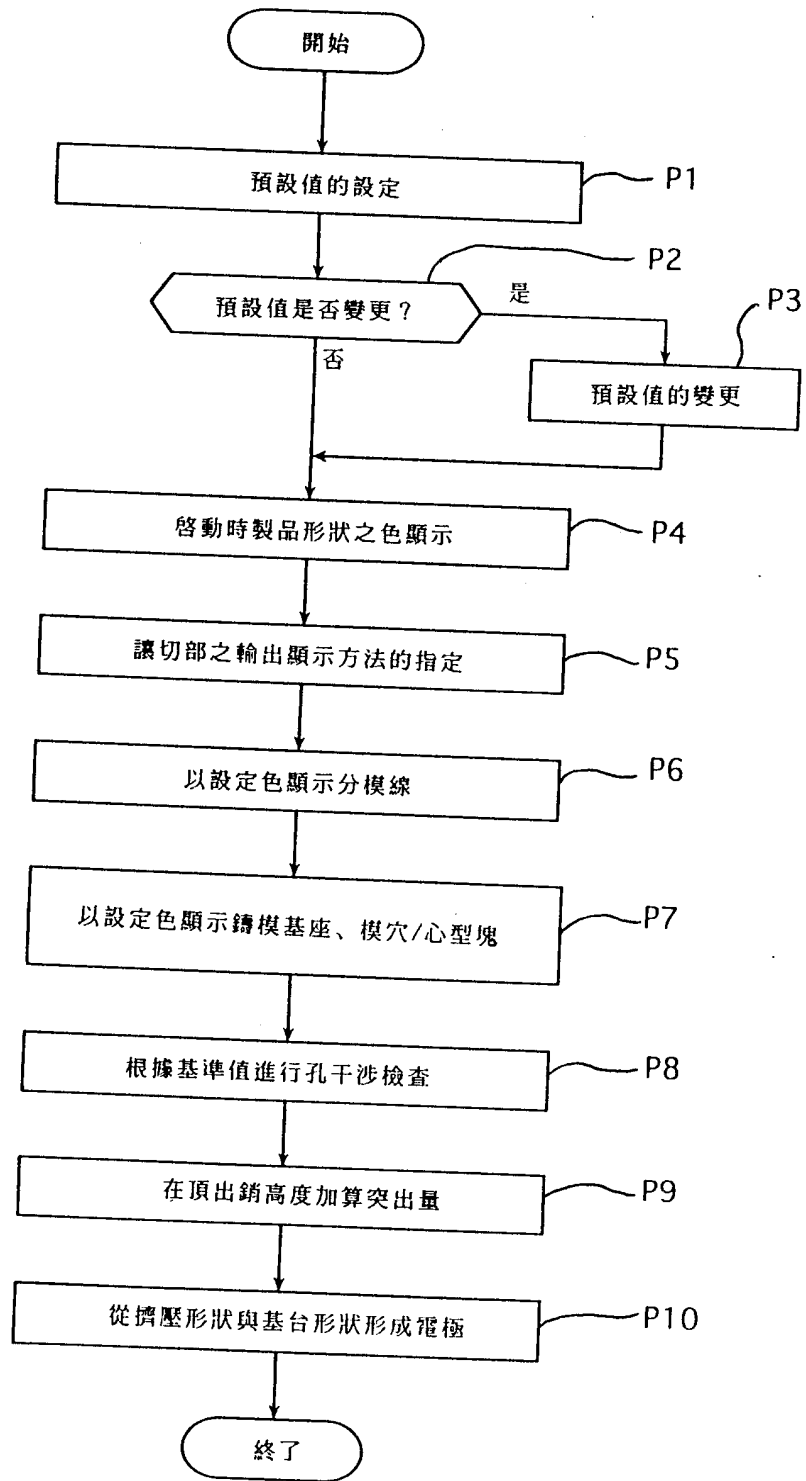 開始
預設值的設定
P1
預設值是否變更？
P2
是
否
P3
預設值的變更
啓動時製品形狀之色顯示
P4
讓切部之輸出顯示方法的指定
P5
以設定色顯示分模線
P6
以設定色顯示鑄模基座、模穴/心型塊
P7
根據基準值進行孔干涉檢查
P8
在頂出銷高度加算突出量
P9
從擠壓形狀與基台形狀形成電極
P10
終了